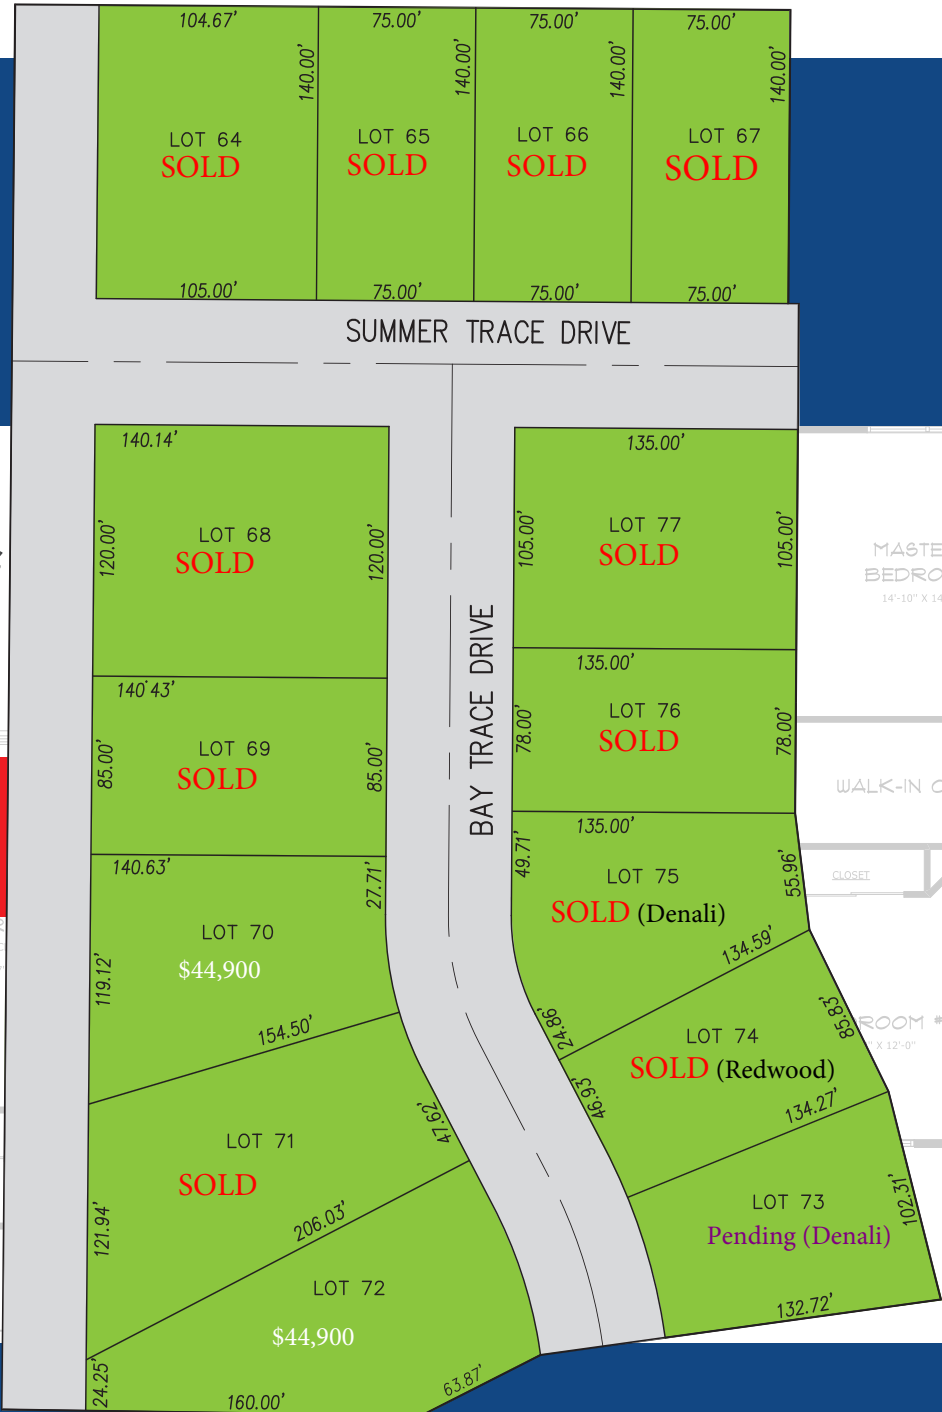 104.67'
75.00'
75.00'
75.00'
140.00'
140.00'
140.00'
140.00'
LOT 64
SOLD
LOT 65
SOLD
LOT 66
SOLD
LOT 67
SOLD
105.00'
75.00'
75.00'
75.00'
SUMMER TRACE DRIVE
BAY TRACE DRIVE
140.14'
120.00'
LOT 68
SOLD
120.00'
135.00'
105.00'
LOT 77
SOLD
105.00'
140.43'
85.00'
LOT 69
SOLD
85.00'
135.00'
78.00'
LOT 76
SOLD
78.00'
140.63'
27.71'
119.12'
LOT 70
$44,900
135.00'
49.71'
LOT 75
SOLD (Denali)
55.96'
24.86'
134.59'
154.50'
47.62'
LOT 71
SOLD
121.94'
46.93'
LOT 74
SOLD (Redwood)
85.83'
134.27'
206.03'
LOT 72
$44,900
24.25'
160.00'
63.87'
LOT 73
Pending (Denali)
102.31'
132.72'
MASTE
BEDRO
14'-10" X 14
WALK-IN C
CLOSET
ROOM #
X 12'-0"